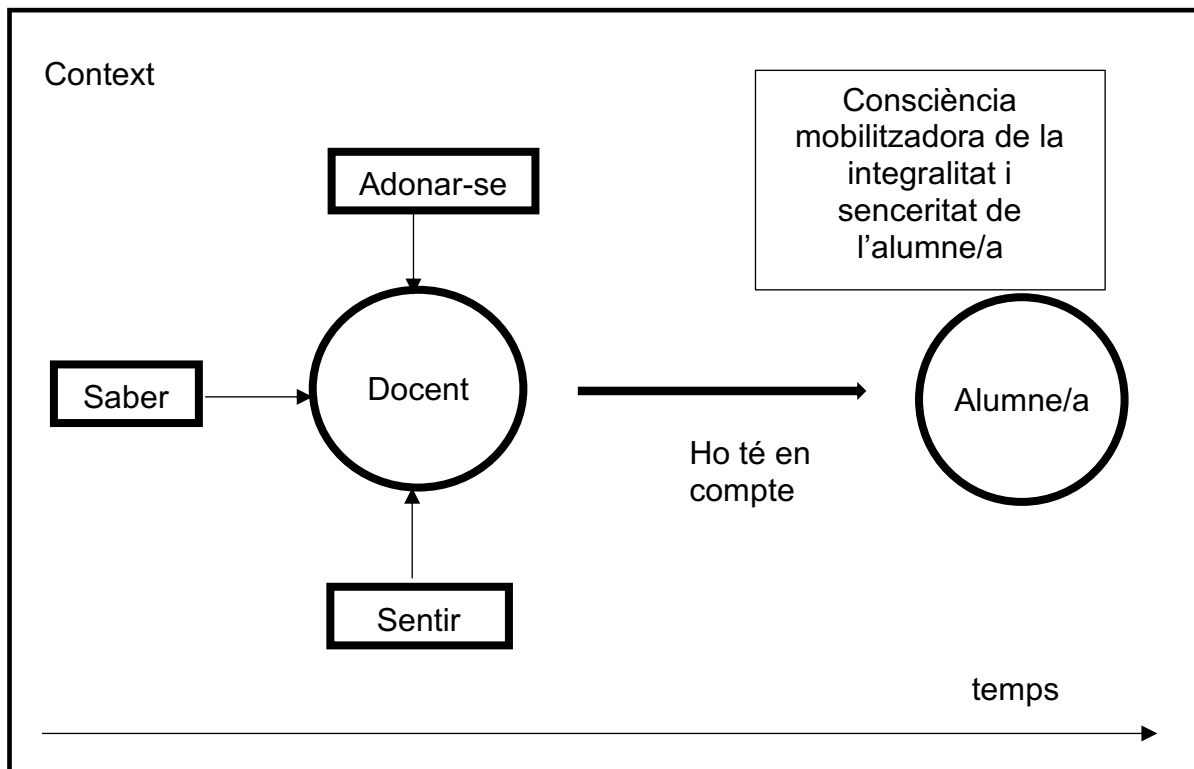 Context
Consciència
mobilitzadora de la
integralitat i
senceritat de
l’alumne/a
Adonar-se
Saber
Docent
Alumne/a
Ho té en
compte
Sentir
temps